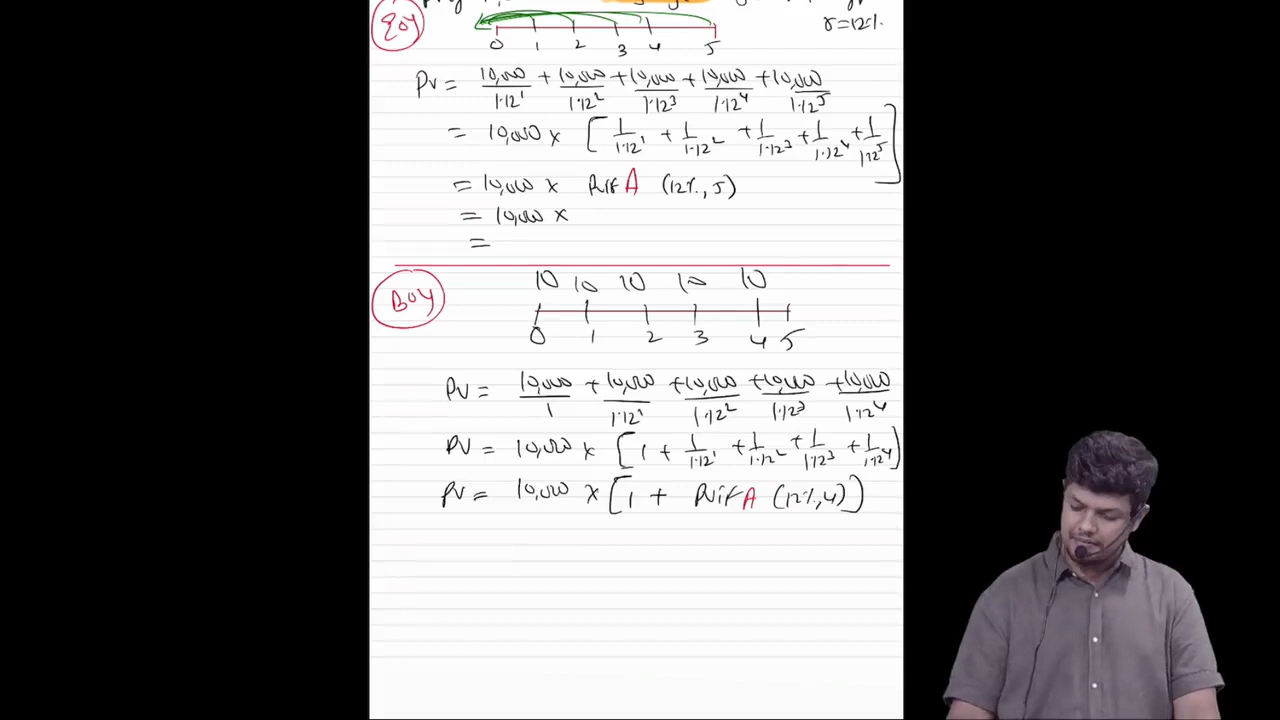 EOY
r=12%
0 1 2 3 4 5
PV = 10,000/1.12¹ + 10,000/1.12² + 10,000/1.12³ + 10,000/1.12⁴ + 10,000/1.12⁵
= 10,000 x [1/1.12¹ + 1/1.12² + 1/1.12³ + 1/1.12⁴ + 1/1.12⁵]
= 10,000 x PVifA (12%, 5)
= 10,000 x
=
BOY
10 10 10 10 10
0 1 2 3 4 5
PV = 10,000/1 + 10,000/1.12¹ + 10,000/1.12² + 10,000/1.12³ + 10,000/1.12⁴
PV = 10,000 x [1 + 1/1.12¹ + 1/1.12² + 1/1.12³ + 1/1.12⁴]
PV = 10,000 x [1 + PVifA (12%, 4)]